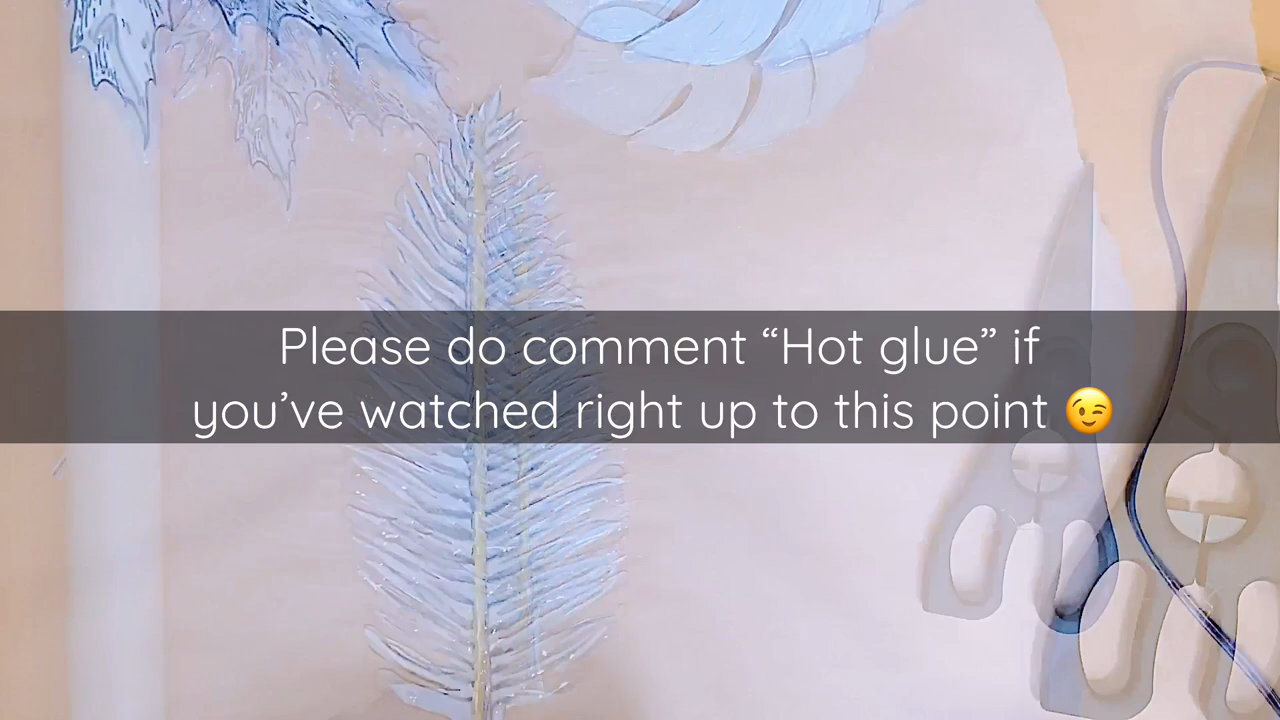 Please do comment “Hot glue” if
you’ve watched right up to this point 😉